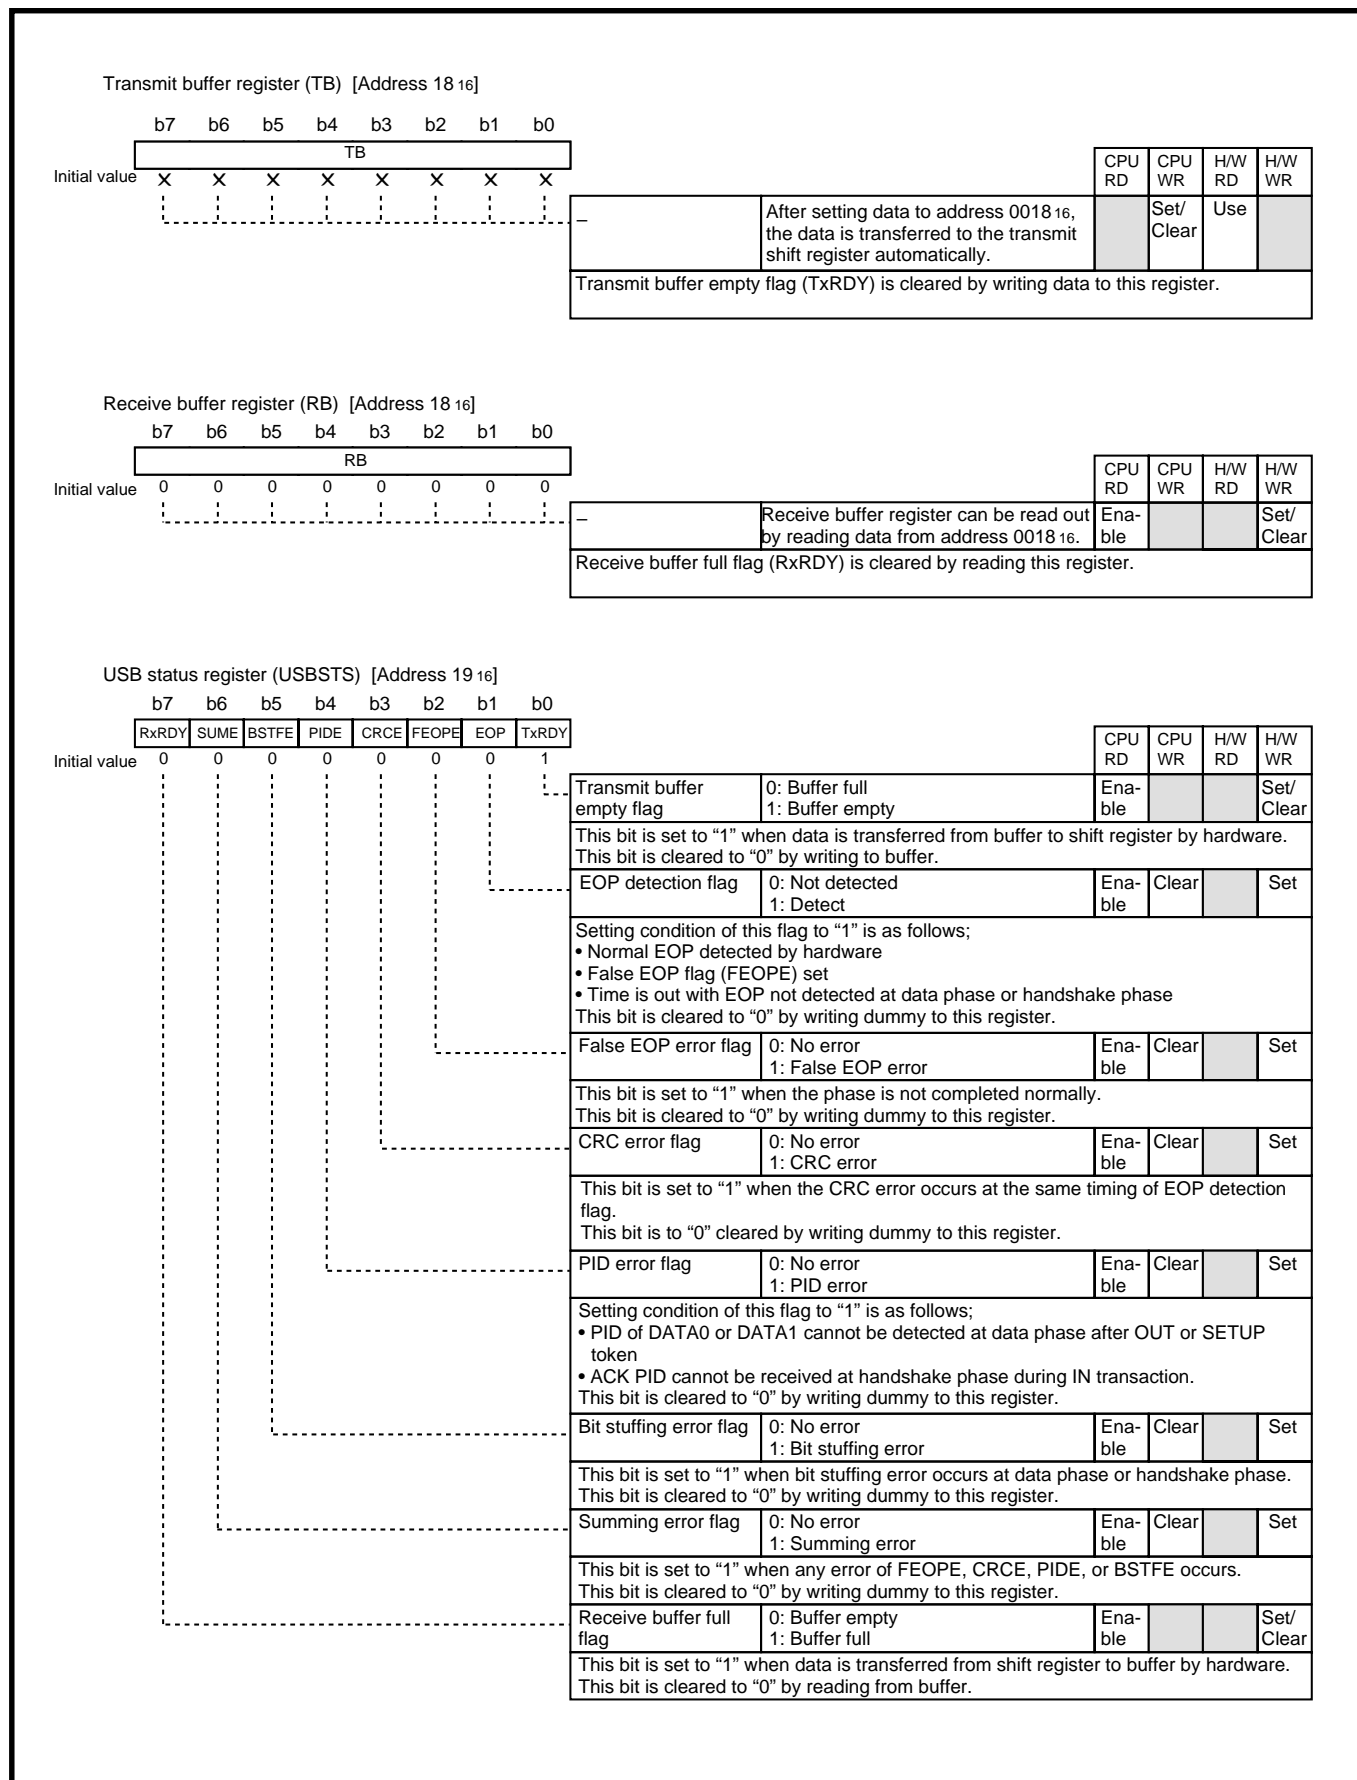 Transmit buffer register (TB) [Address 18 16]
b7 b6 b5 b4 b3 b2 b1 b0
TB
CPU RD CPU WR H/W RD H/W WR
Initial value × × × × × × × ×
– After setting data to address 0018 16, Set/ Use
the data is transferred to the transmit Clear
shift register automatically.
Transmit buffer empty flag (TxRDY) is cleared by writing data to this register.
Receive buffer register (RB) [Address 18 16]
b7 b6 b5 b4 b3 b2 b1 b0
RB
CPU RD CPU WR H/W RD H/W WR
Initial value 0 0 0 0 0 0 0 0
– Receive buffer register can be read out Ena- Set/
by reading data from address 0018 16. ble Clear
Receive buffer full flag (RxRDY) is cleared by reading this register.
USB status register (USBSTS) [Address 19 16]
b7 b6 b5 b4 b3 b2 b1 b0
RxRDY SUME BSTFE PIDE CRCE FEOPE EOP TxRDY
CPU RD CPU WR H/W RD H/W WR
Initial value 0 0 0 0 0 0 0 1
Transmit buffer 0: Buffer full Ena- Set/
empty flag 1: Buffer empty ble Clear
This bit is set to “1” when data is transferred from buffer to shift register by hardware.
This bit is cleared to “0” by writing to buffer.
EOP detection flag 0: Not detected Ena- Clear Set
1: Detect ble
Setting condition of this flag to “1” is as follows;
• Normal EOP detected by hardware
• False EOP flag (FEOPE) set
• Time is out with EOP not detected at data phase or handshake phase
This bit is cleared to “0” by writing dummy to this register.
False EOP error flag 0: No error Ena- Clear Set
1: False EOP error ble
This bit is set to “1” when the phase is not completed normally.
This bit is cleared to “0” by writing dummy to this register.
CRC error flag 0: No error Ena- Clear Set
1: CRC error ble
This bit is set to “1” when the CRC error occurs at the same timing of EOP detection
flag.
This bit is to “0” cleared by writing dummy to this register.
PID error flag 0: No error Ena- Clear Set
1: PID error ble
Setting condition of this flag to “1” is as follows;
• PID of DATA0 or DATA1 cannot be detected at data phase after OUT or SETUP
token
• ACK PID cannot be received at handshake phase during IN transaction.
This bit is cleared to “0” by writing dummy to this register.
Bit stuffing error flag 0: No error Ena- Clear Set
1: Bit stuffing error ble
This bit is set to “1” when bit stuffing error occurs at data phase or handshake phase.
This bit is cleared to “0” by writing dummy to this register.
Summing error flag 0: No error Ena- Clear Set
1: Summing error ble
This bit is set to “1” when any error of FEOPE, CRCE, PIDE, or BSTFE occurs.
This bit is cleared to “0” by writing dummy to this register.
Receive buffer full 0: Buffer empty Ena- Set/
flag 1: Buffer full ble Clear
This bit is set to “1” when data is transferred from shift register to buffer by hardware.
This bit is cleared to “0” by reading from buffer.